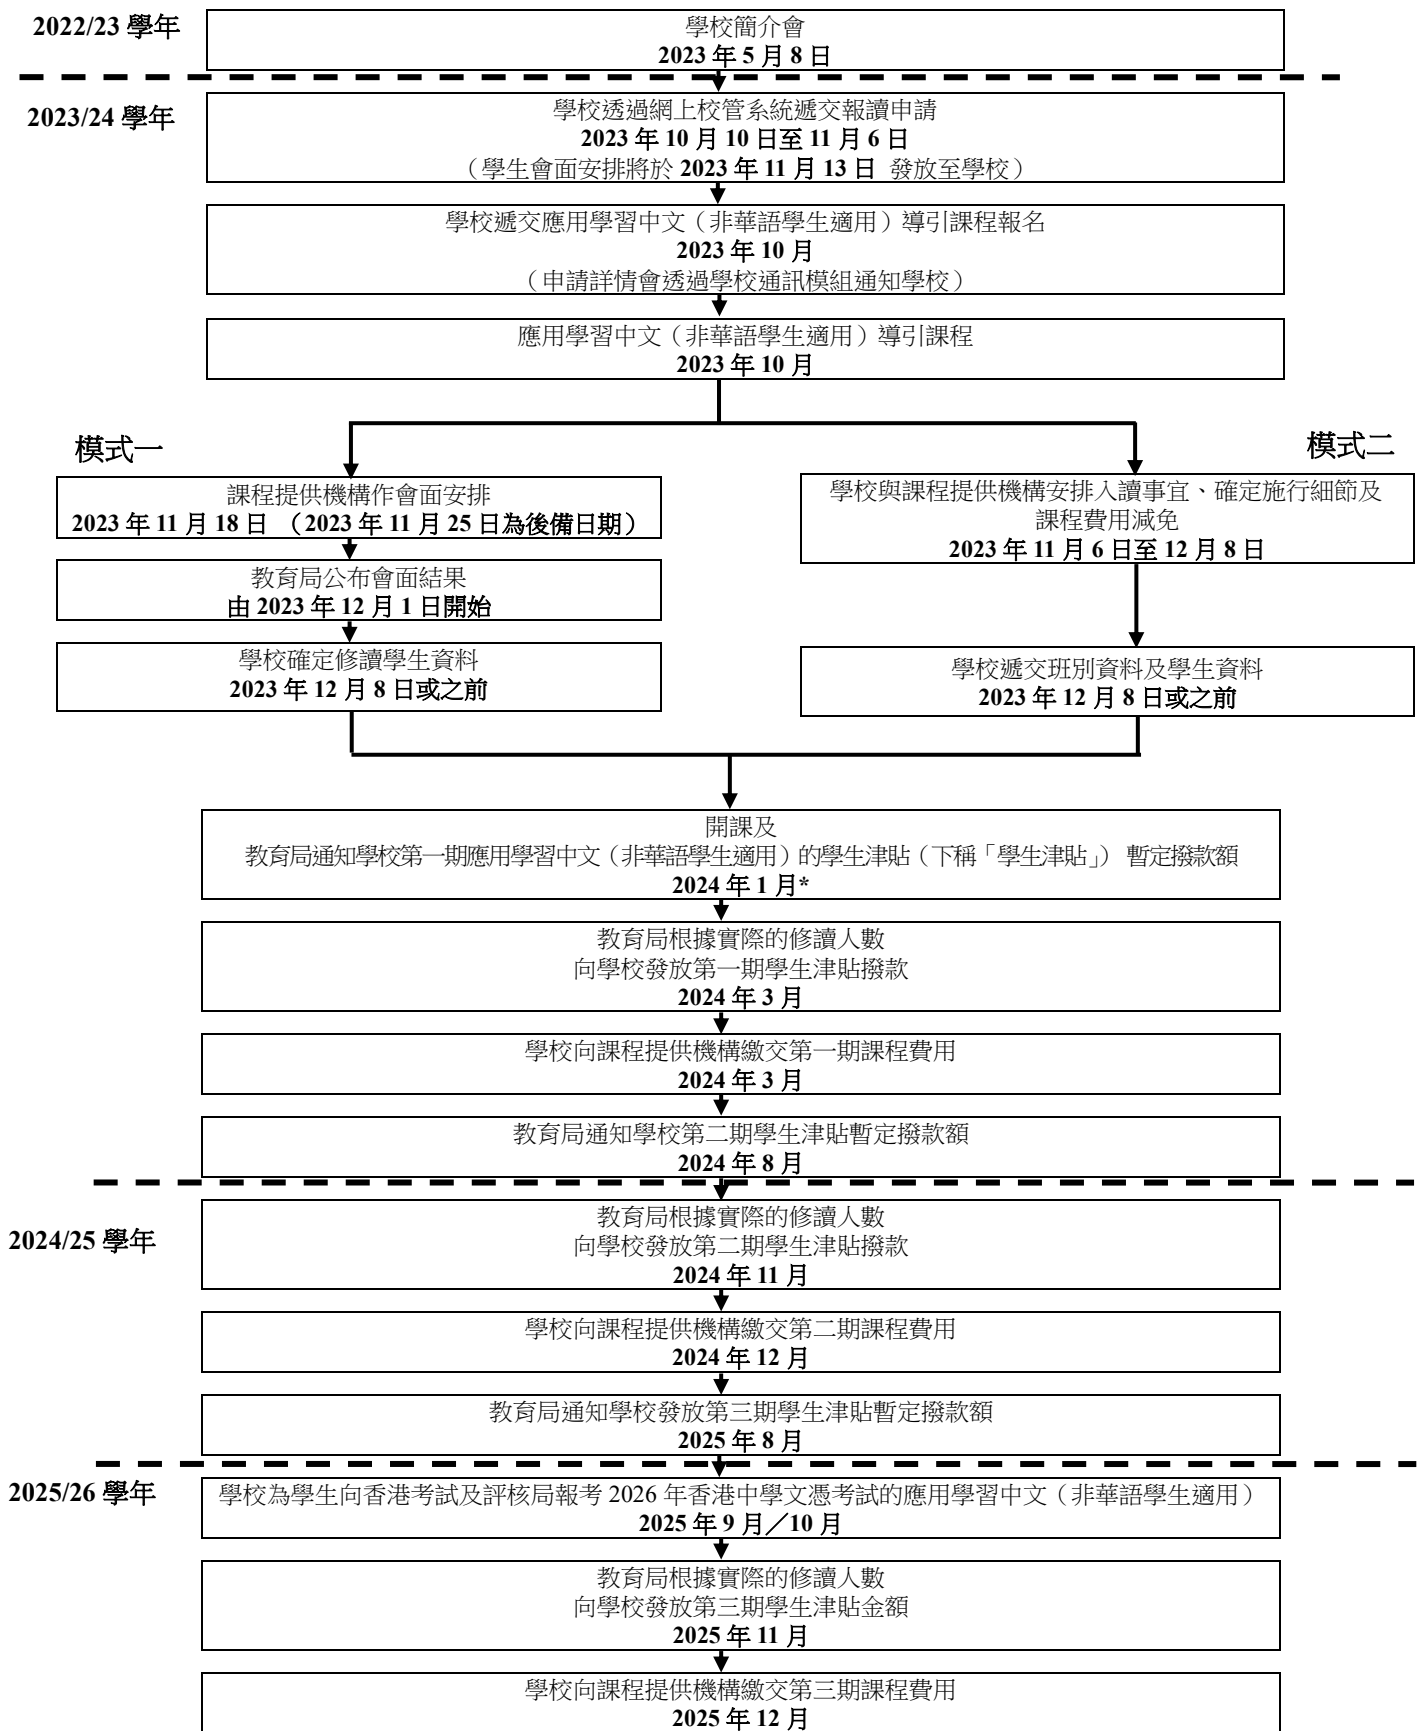 2022/23 學年
學校簡介會
2023 年 5 月 8 日
2023/24 學年
學校透過網上校管系統遞交報讀申請
2023 年 10 月 10 日至 11 月 6 日
（學生會面安排將於 2023 年 11 月 13 日 發放至學校）
學校遞交應用學習中文（非華語學生適用）導引課程報名
2023 年 10 月
（申請詳情會透過學校通訊模組通知學校）
應用學習中文（非華語學生適用）導引課程
2023 年 10 月
模式一
課程提供機構作會面安排
2023 年 11 月 18 日 （2023 年 11 月 25 日為後備日期）
教育局公布會面結果
由 2023 年 12 月 1 日開始
學校確定修讀學生資料
2023 年 12 月 8 日或之前
模式二
學校與課程提供機構安排入讀事宜、確定施行細節及
課程費用減免
2023 年 11 月 6 日至 12 月 8 日
學校遞交班別資料及學生資料
2023 年 12 月 8 日或之前
開課及
教育局通知學校第一期應用學習中文（非華語學生適用）的學生津貼（下稱「學生津貼」） 暫定撥款額
2024 年 1 月*
教育局根據實際的修讀人數
向學校發放第一期學生津貼撥款
2024 年 3 月
學校向課程提供機構繳交第一期課程費用
2024 年 3 月
教育局通知學校第二期學生津貼暫定撥款額
2024 年 8 月
2024/25 學年
教育局根據實際的修讀人數
向學校發放第二期學生津貼撥款
2024 年 11 月
學校向課程提供機構繳交第二期課程費用
2024 年 12 月
教育局通知學校發放第三期學生津貼暫定撥款額
2025 年 8 月
2025/26 學年
學校為學生向香港考試及評核局報考 2026 年香港中學文憑考試的應用學習中文（非華語學生適用）
2025 年 9 月／10 月
教育局根據實際的修讀人數
向學校發放第三期學生津貼金額
2025 年 11 月
學校向課程提供機構繳交第三期課程費用
2025 年 12 月